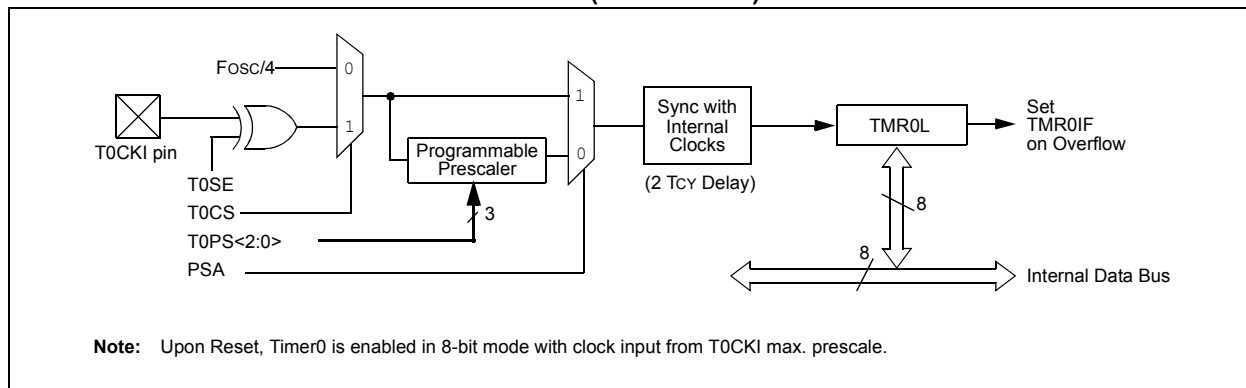 FOSC/4
0
1
T0CKI pin
T0SE
T0CS
T0PS<2:0>
PSA
Programmable
Prescaler
3
1
0
Sync with
Internal
Clocks
(2 TCY Delay)
TMR0L
Set
TMR0IF
on Overflow
8
8
Internal Data Bus
Note: Upon Reset, Timer0 is enabled in 8-bit mode with clock input from T0CKI max. prescale.